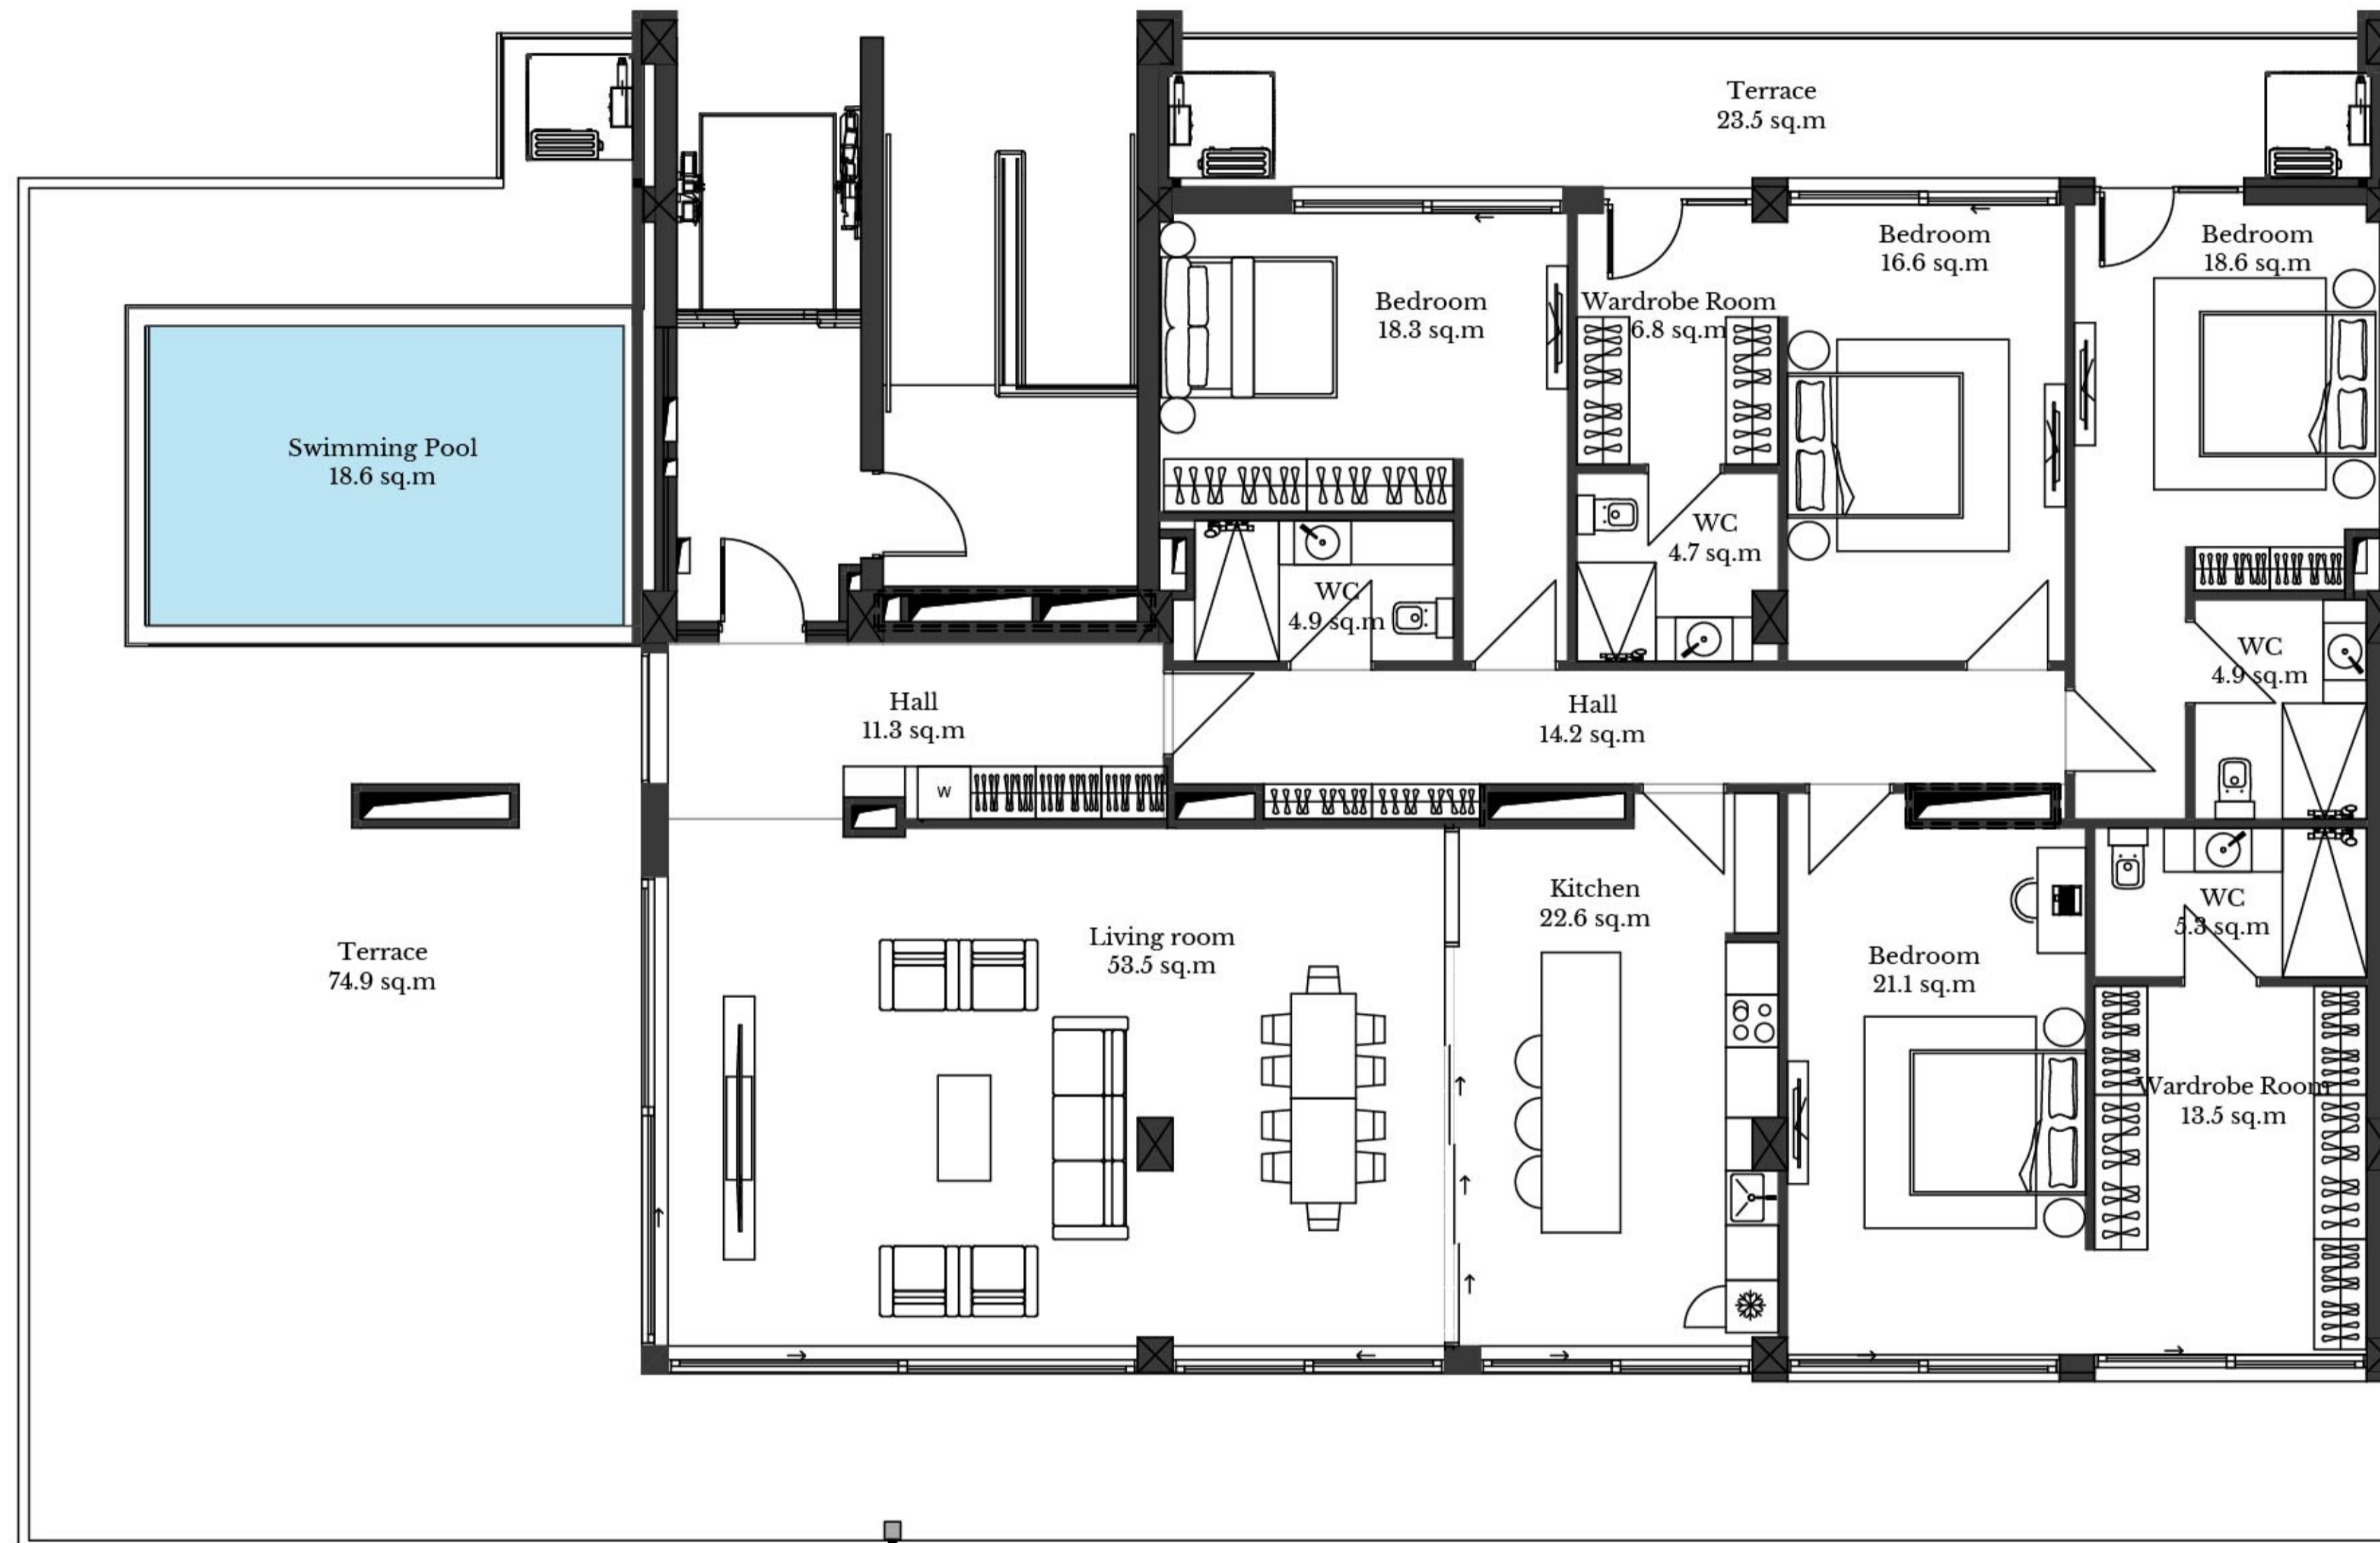 Terrace
23.5 sq.m
Bedroom
16.6 sq.m
Bedroom
18.6 sq.m
Bedroom
18.3 sq.m
Wardrobe Room
6.8 sq.m
Swimming Pool
18.6 sq.m
WC
4.7 sq.m
WC
4.9 sq.m
WC
4.9 sq.m
Hall
11.3 sq.m
Hall
14.2 sq.m
W
Kitchen
22.6 sq.m
WC
5.3 sq.m
Living room
53.5 sq.m
Terrace
74.9 sq.m
Bedroom
21.1 sq.m
Wardrobe Room
13.5 sq.m